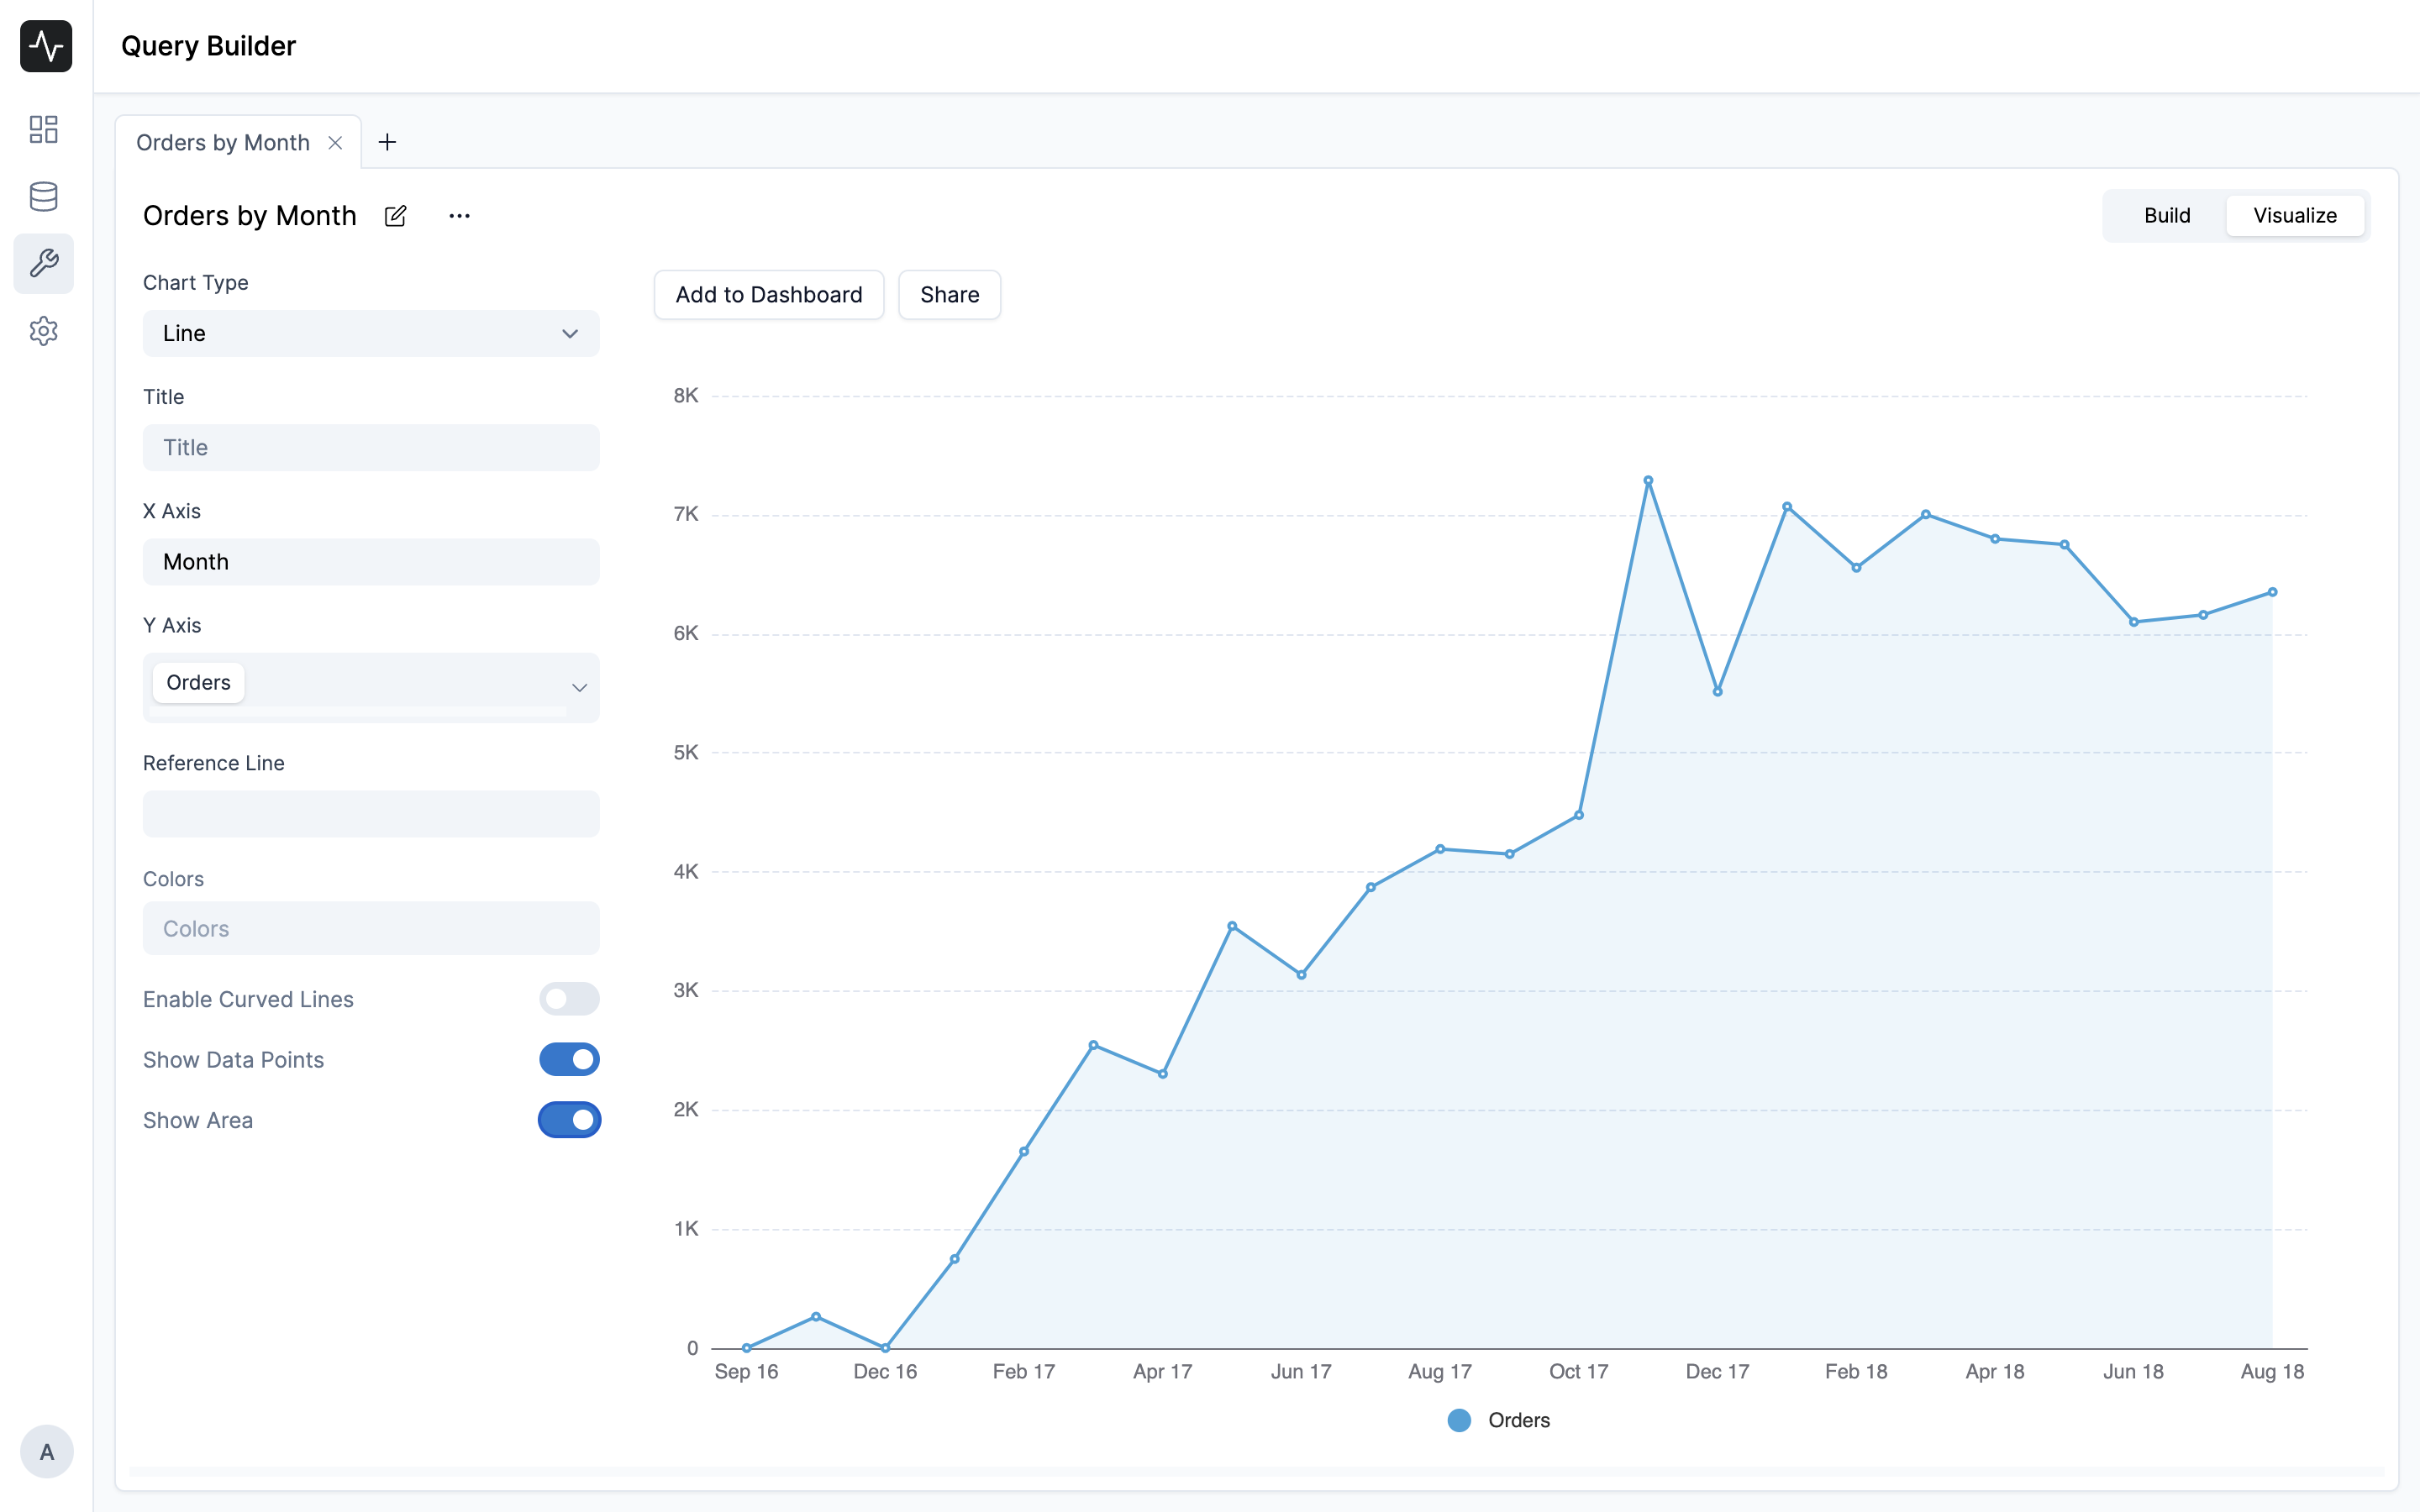 Query Builder
Orders by Month
Orders by Month
Build
Visualize
Chart Type
Line
Title
Title
X Axis
Month
Y Axis
Orders
Reference Line
Colors
Colors
Enable Curved Lines
Show Data Points
Show Area
Add to Dashboard
Share
8K
7K
6K
5K
4K
3K
2K
1K
0
Sep 16 Dec 16 Feb 17 Apr 17 Jun 17 Aug 17 Oct 17 Dec 17 Feb 18 Apr 18 Jun 18 Aug 18
Orders
A